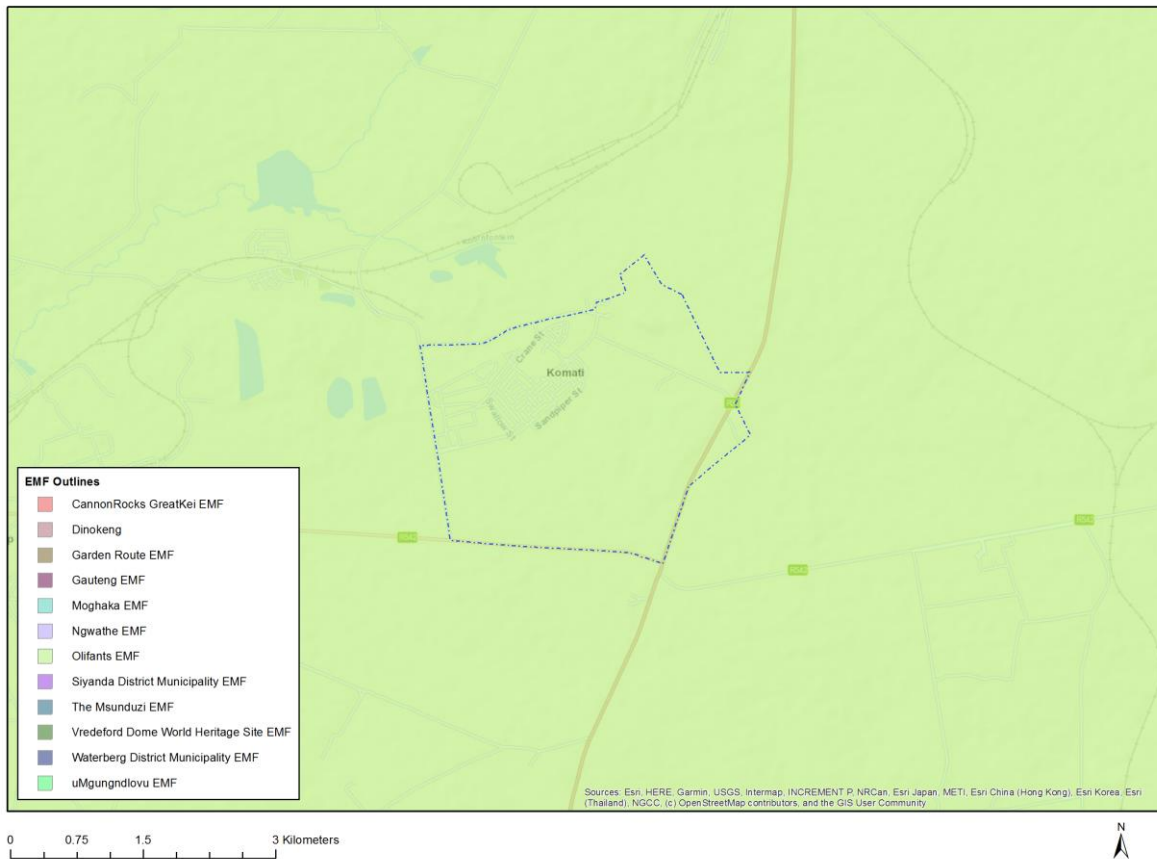 Crane St
Komati
Swallow St
Sandpiper St
R542
EMF Outlines
CannonRocks GreatKei EMF
Dinokeng
Garden Route EMF
Gauteng EMF
Moghaka EMF
Ngwathe EMF
Olifants EMF
Siyanda District Municipality EMF
The Msunduzi EMF
Vredeford Dome World Heritage Site EMF
Waterberg District Municipality EMF
uMgungndlovu EMF
Sources: Esri, HERE, Garmin, USGS, Intermap, INCREMENT P, NRCan, Esri Japan, METI, Esri China (Hong Kong), Esri Korea, Esri
(Thailand), NGCC, (c) OpenStreetMap contributors, and the GIS User Community
0 0.75 1.5 3 Kilometers
N